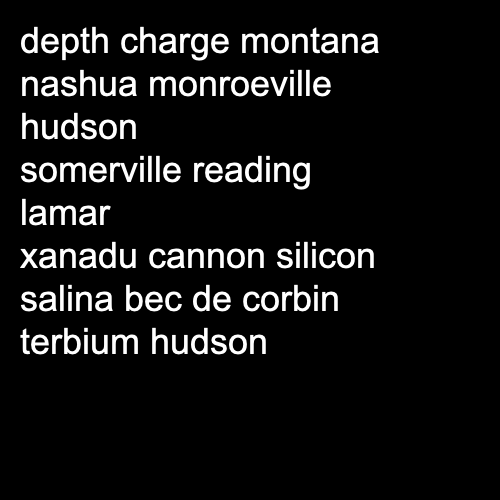 depth charge montana
nashua monroeville
hudson
somerville reading
lamar
xanadu cannon silicon
salina bec de corbin
terbium hudson